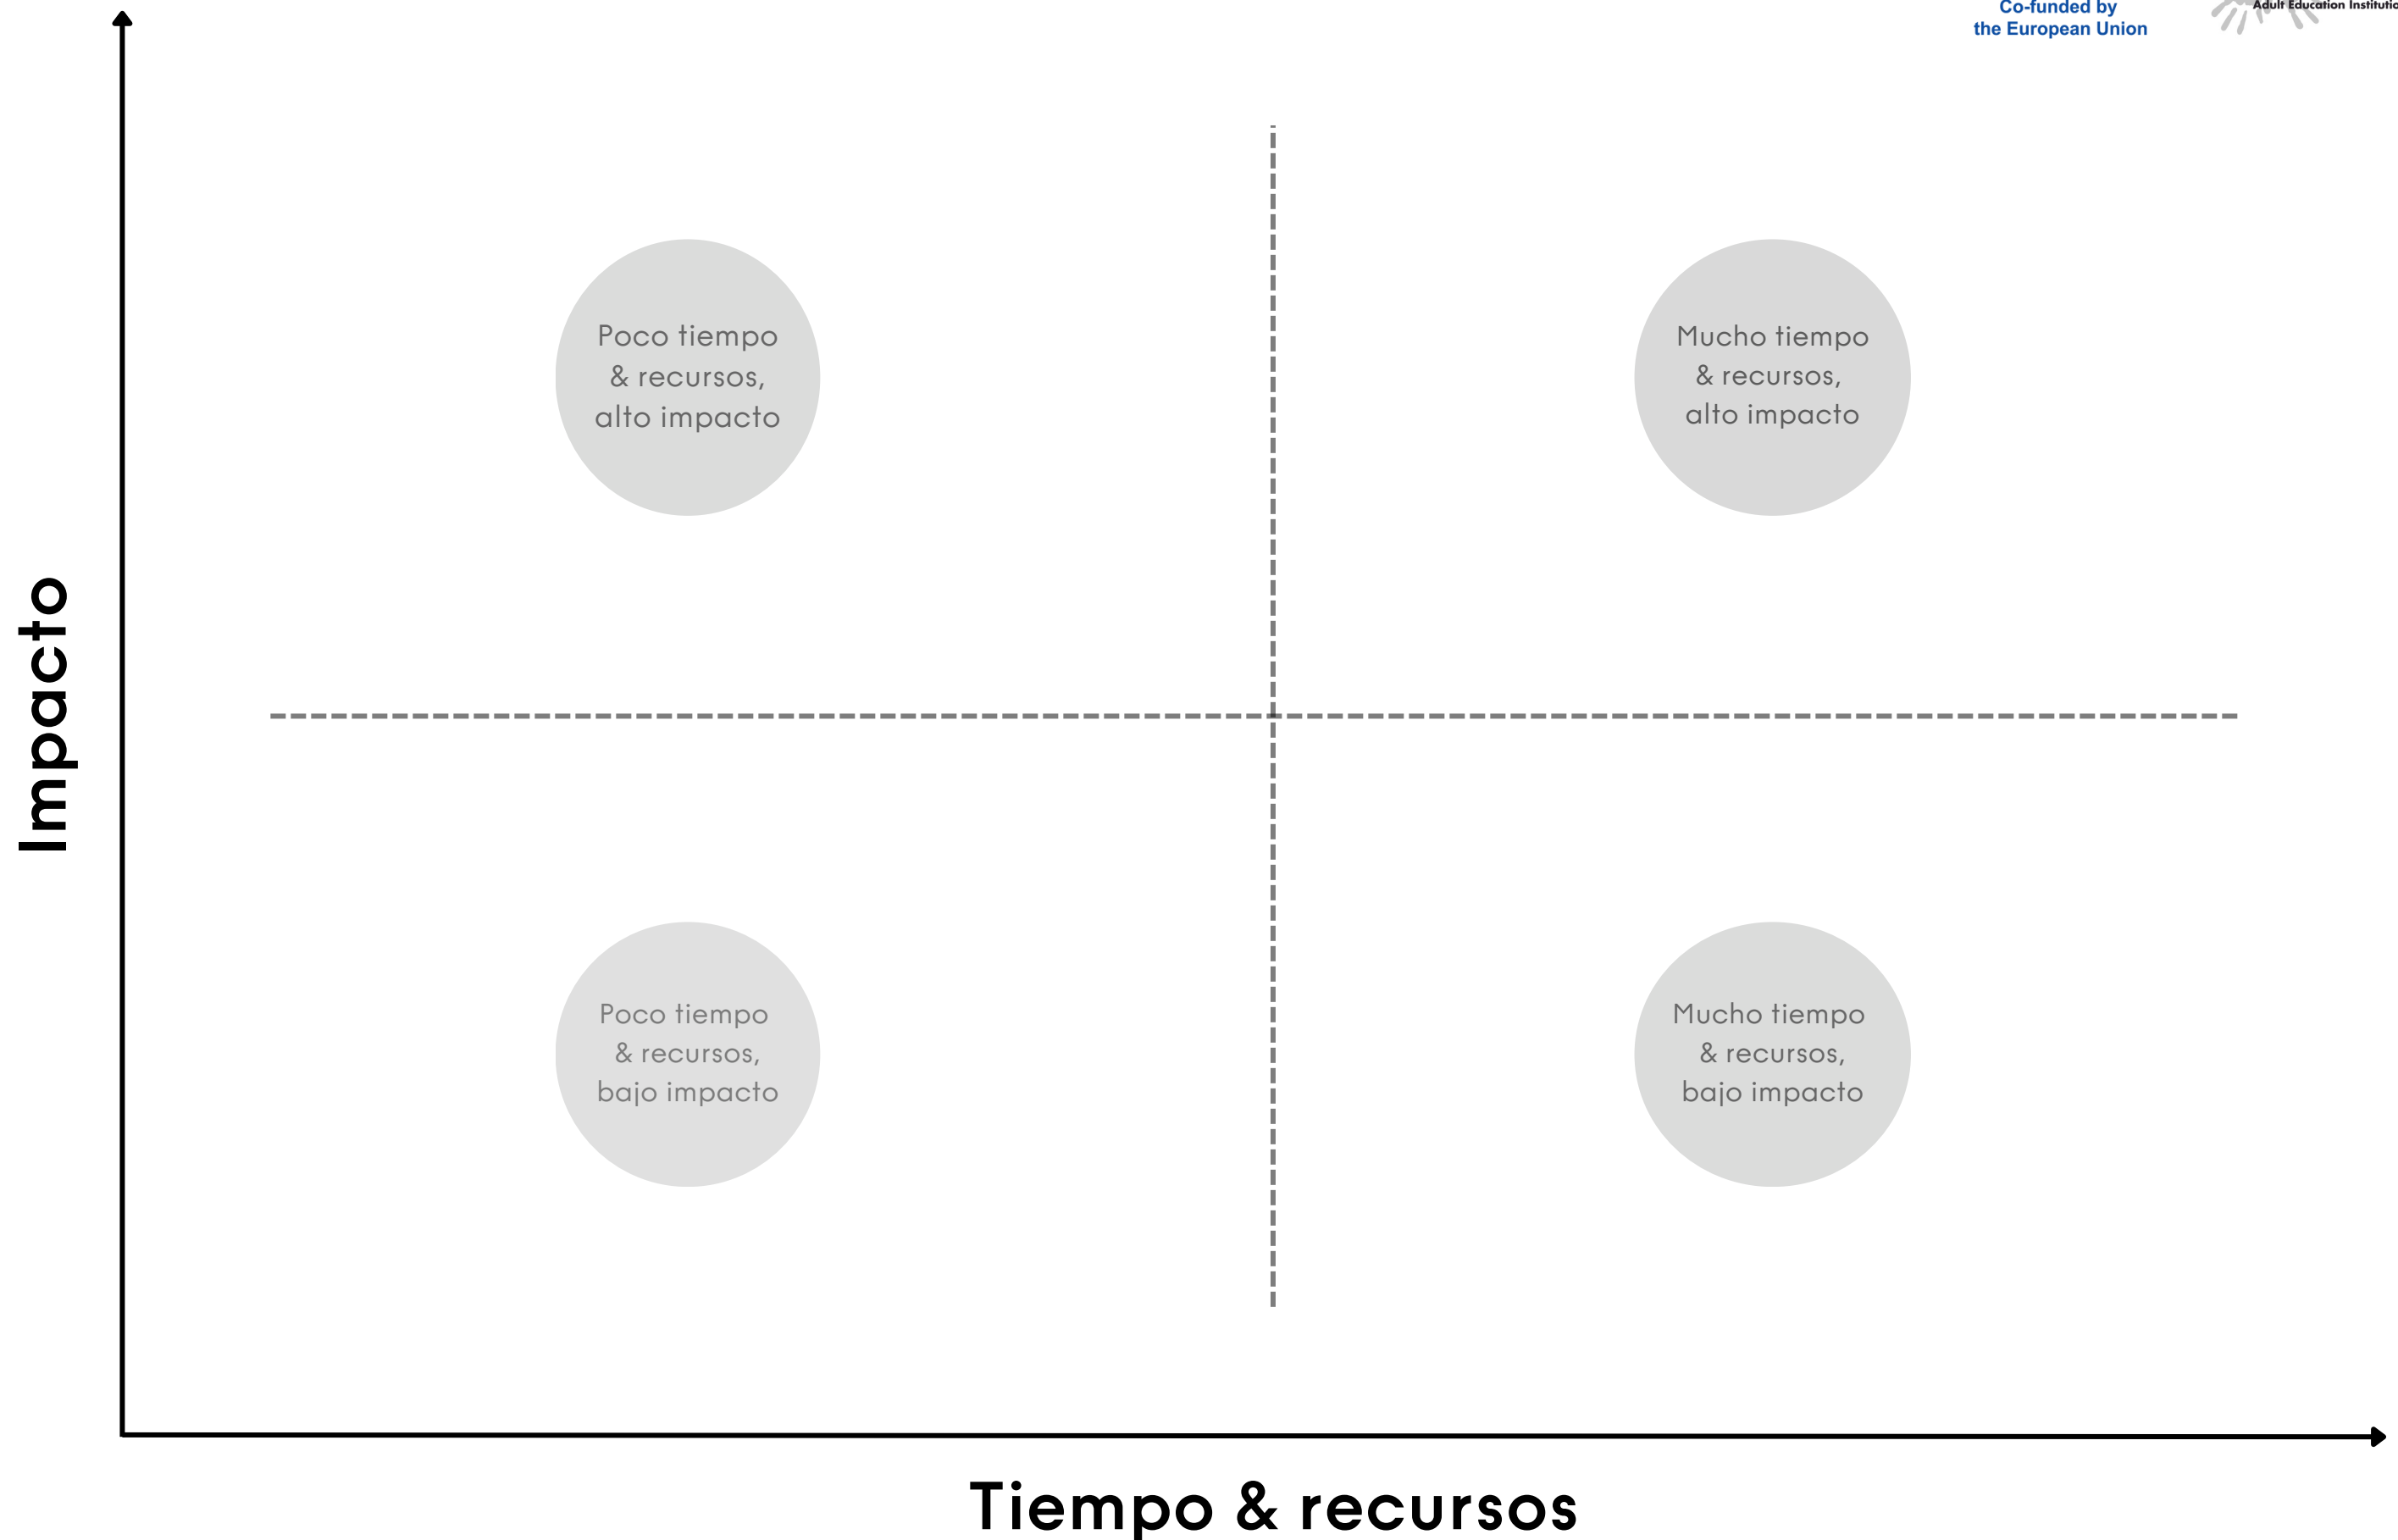 Co-funded by
the European Union
Adult Education
Poco tiempo
& recursos,
alto impacto
Mucho tiempo
& recursos,
alto impacto
Impacto
Poco tiempo
& recursos,
bajo impacto
Mucho tiempo
& recursos,
bajo impacto
Tiempo & recursos